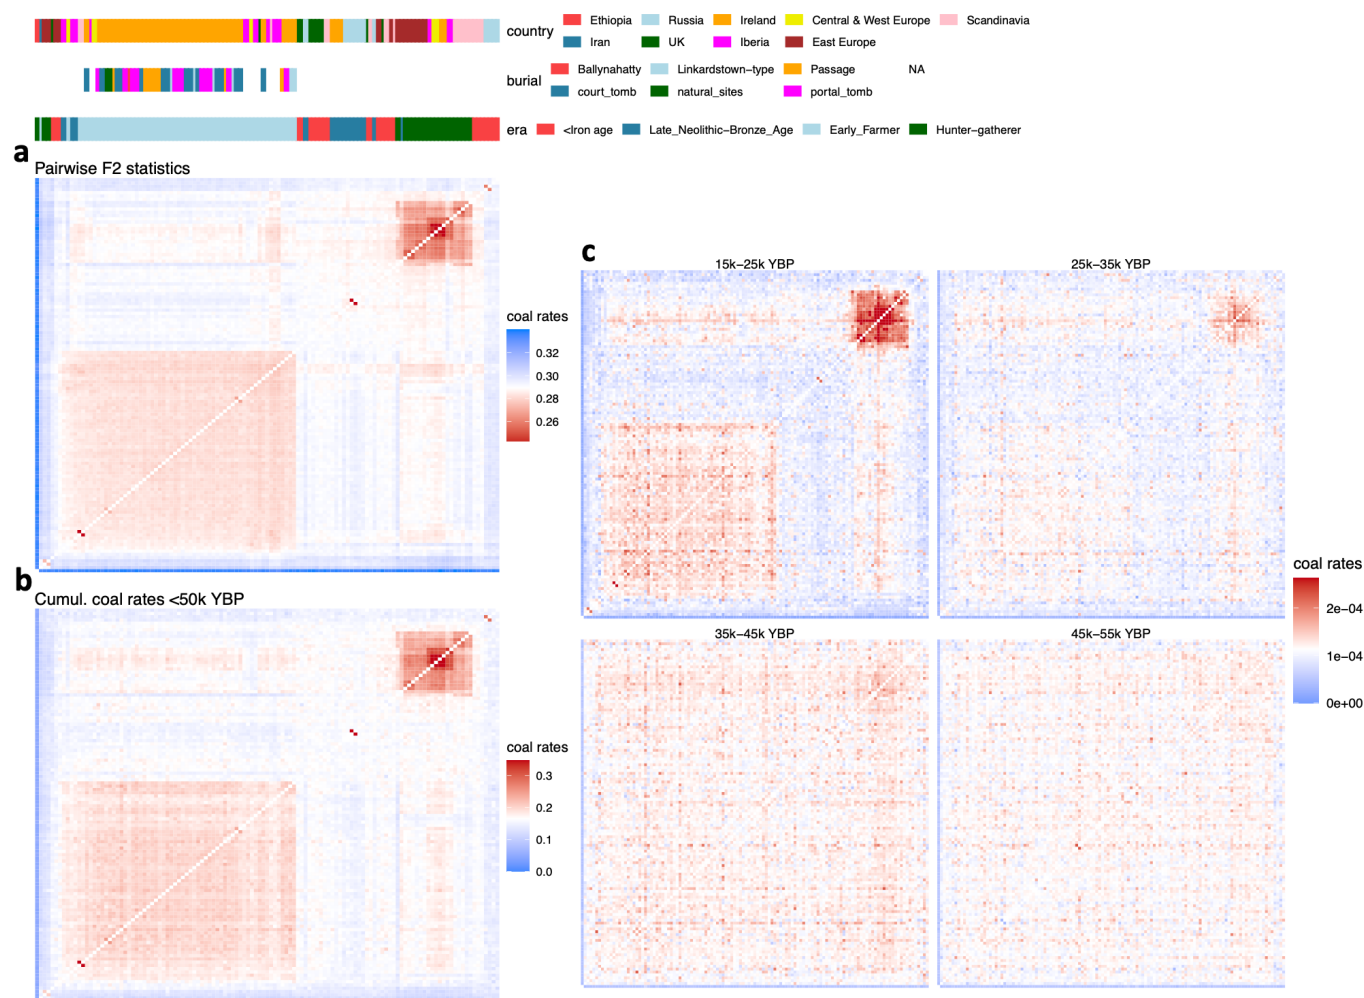 country
Ethiopia Russia Ireland Central & West Europe Scandinavia
Iran UK Iberia East Europe
burial
Ballynahatty Linkardstown-type Passage NA
court_tomb natural_sites portal_tomb
era <Iron age Late_Neolithic-Bronze_Age Early_Farmer Hunter-gatherer
a
Pairwise F2 statistics
coal rates
0.32
0.30
0.28
0.26
b
Cumul. coal rates <50k YBP
coal rates
0.3
0.2
0.1
0.0
c
15k-25k YBP 25k-35k YBP
35k-45k YBP 45k-55k YBP
coal rates
2e-04
1e-04
0e+00